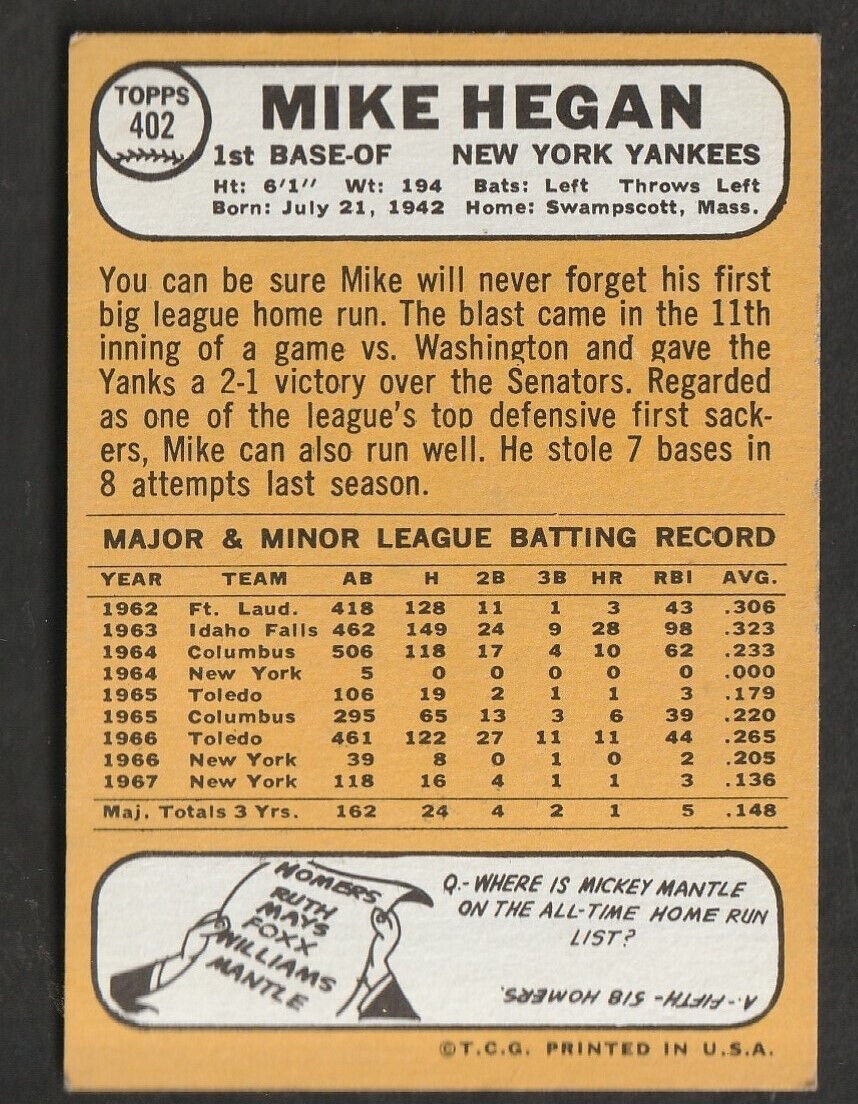 TOPPS
402
MIKE HEGAN
1st BASE-OF NEW YORK YANKEES
Ht: 6'1" Wt: 194 Bats: Left Throws Left
Born: July 21, 1942 Home: Swampscott, Mass.
You can be sure Mike will never forget his first
big league home run. The blast came in the 11th
inning of a game vs. Washington and gave the
Yanks a 2-1 victory over the Senators. Regarded
as one of the league's top defensive first sack-
ers, Mike can also run well. He stole 7 bases in
8 attempts last season.
MAJOR & MINOR LEAGUE BATTING RECORD
YEAR TEAM AB H 2B 3B HR RBI AVG.
1962 Ft. Laud. 418 128 11 1 3 43 .306
1963 Idaho Falls 462 149 24 9 28 98 .323
1964 Columbus 506 118 17 4 10 62 .233
1964 New York 5 0 0 0 0 0 .000
1965 Toledo 106 19 2 1 1 3 .179
1965 Columbus 295 65 13 3 6 39 .220
1966 Toledo 461 122 27 11 11 44 .265
1966 New York 39 8 0 1 0 2 .205
1967 New York 118 16 4 1 1 3 .136
Maj. Totals 3 Yrs. 162 24 4 2 1 5 .148
HOMERS
RUTH
MAYS
FOXX
WILLIAMS
MANTLE
Q.-WHERE IS MICKEY MANTLE
ON THE ALL-TIME HOME RUN
LIST?
A.-FIFTH-518 HOMERS.
©T.C.G. PRINTED IN U.S.A.